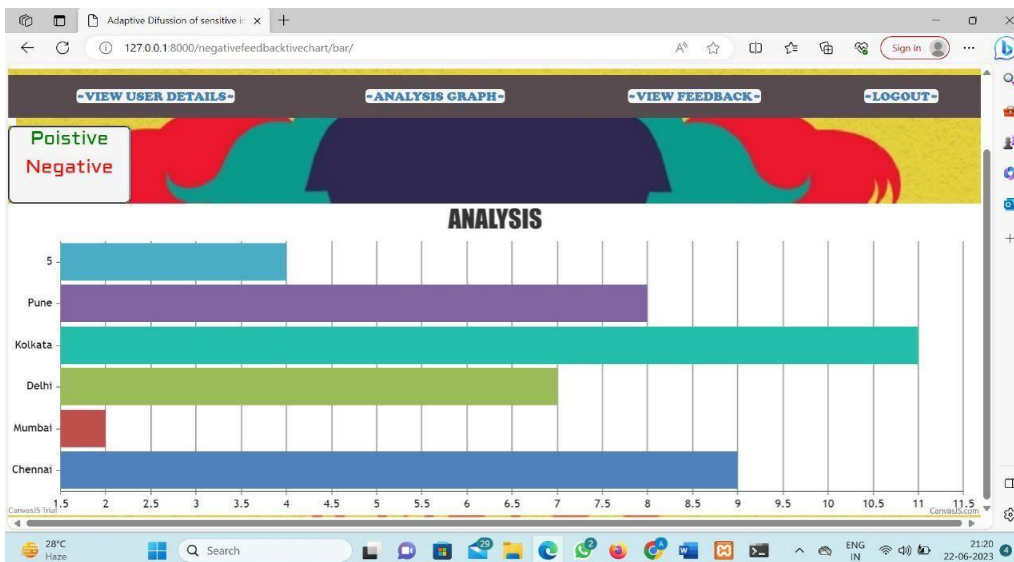 Adaptive Difussion of sensitive in
127.0.0.1:8000/negativefeedbacktivechart/bar/
Sign in
~VIEW USER DETAILS~ ~ANALYSIS GRAPH~ ~VIEW FEEDBACK~ ~LOGOUT~
Poistive
Negative
ANALYSIS
5
Pune
Kolkata
Delhi
Mumbai
Chennai
1.5 2 2.5 3 3.5 4 4.5 5 5.5 6 6.5 7 7.5 8 8.5 9 9.5 10 10.5 11 11.5
CanvasJS Trial CanvasJS.com
28°C
Haze
Search
29
2
ENG
IN
21:20
22-06-2023
4